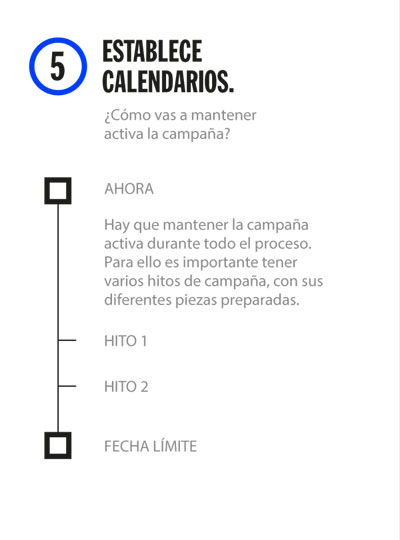 5
ESTABLECE
CALENDARIOS.
¿Cómo vas a mantener
activa la campaña?
AHORA
Hay que mantener la campaña
activa durante todo el proceso.
Para ello es importante tener
varios hitos de campaña, con sus
diferentes piezas preparadas.
HITO 1
HITO 2
FECHA LÍMITE